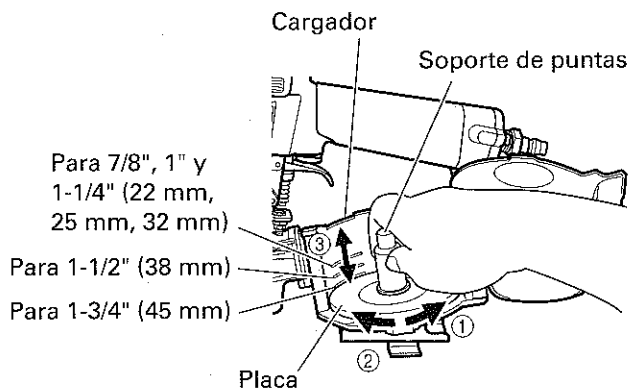 Cargador
Soporte de puntas
Para 7/8", 1" y
1-1/4" (22 mm,
25 mm, 32 mm)
Para 1-1/2" (38 mm)
Para 1-3/4" (45 mm)
③
①
②
Placa